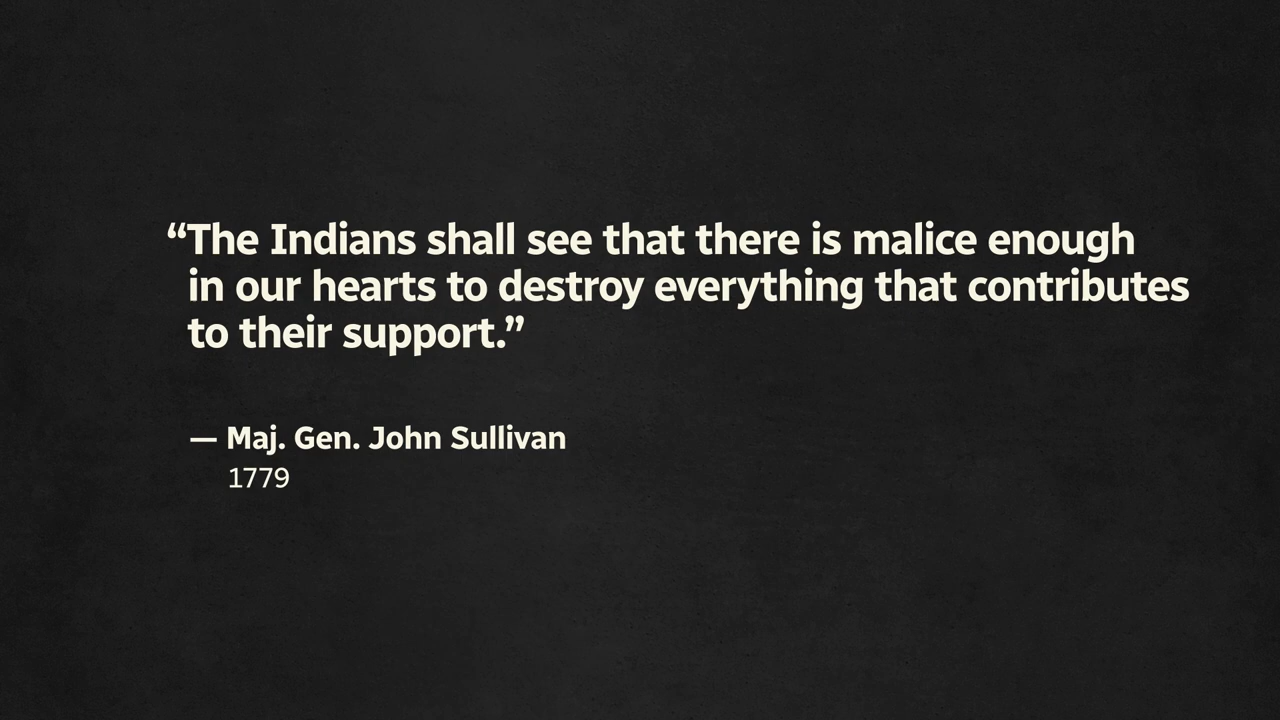 “The Indians shall see that there is malice enough
in our hearts to destroy everything that contributes
to their support.”
— Maj. Gen. John Sullivan
1779